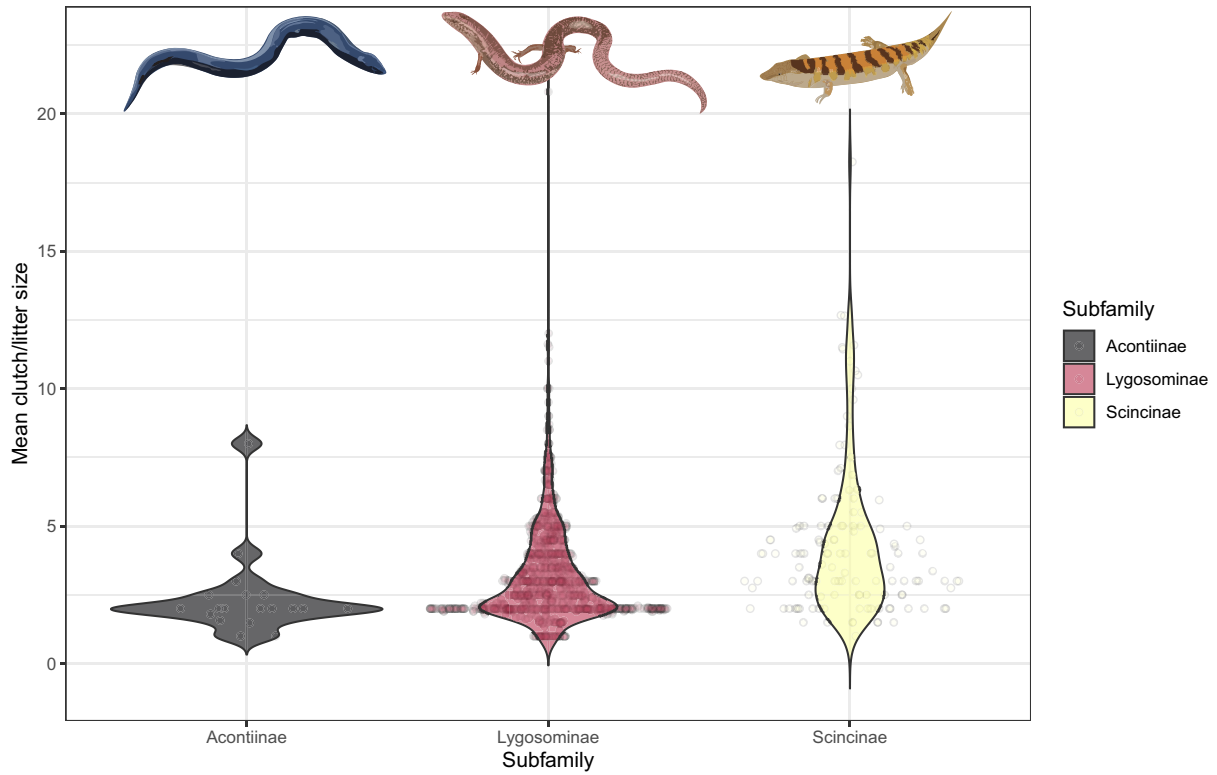 20
15
10
5
0
Mean clutch/litter size
Acontiinae
Lygosominae
Scincinae
Subfamily
Subfamily
Acontiinae
Lygosominae
Scincinae